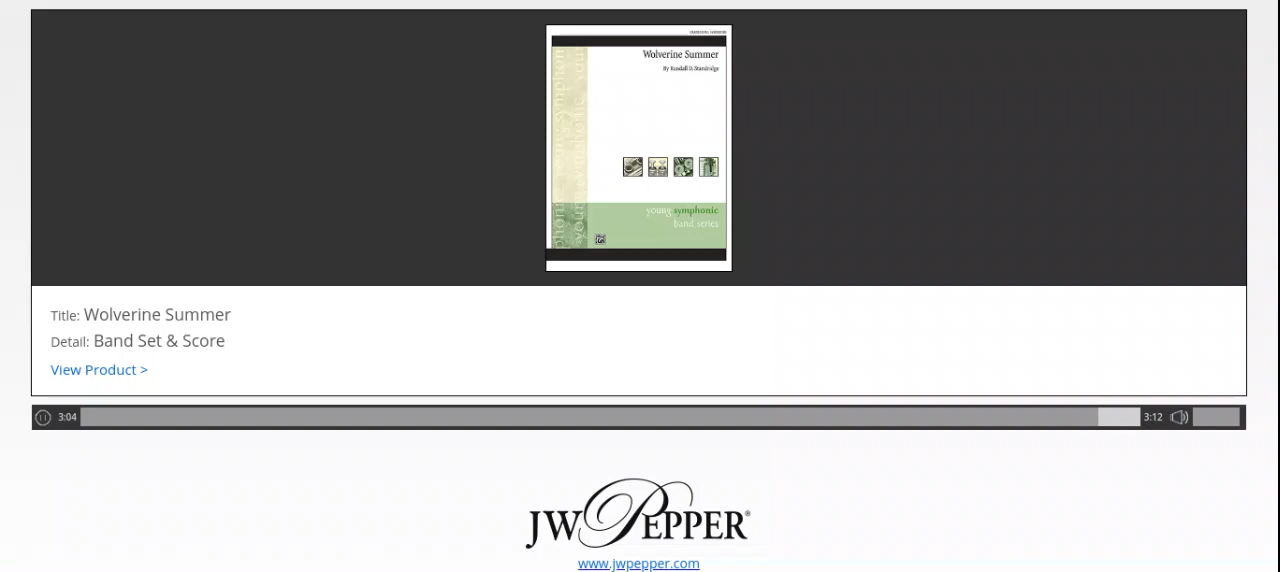 Wolverine Summer
By Randall D. Standridge
young symphonic
band series
Title: Wolverine Summer
Detail: Band Set & Score
View Product >
3:04
3:12
JW PEPPER®
www.jwpepper.com